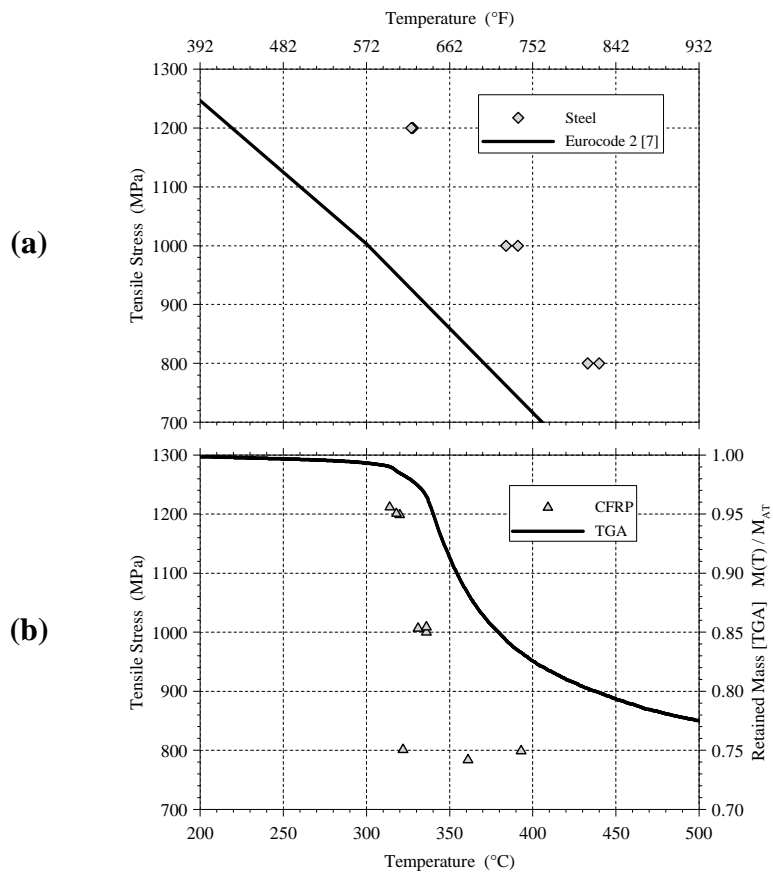 Temperature (°F)
392 482 572 662 752 842 932
(a)
Tensile Stress (MPa)
1300
1200
1100
1000
900
800
700
Steel
Eurocode 2 [7]
(b)
Tensile Stress (MPa)
1300
1200
1100
1000
900
800
700
CFRP
TGA
1.00
0.95
0.90
0.85
0.80
0.75
0.70
Retained Mass [TGA] M(T) / MAT
200 250 300 350 400 450 500
Temperature (°C)